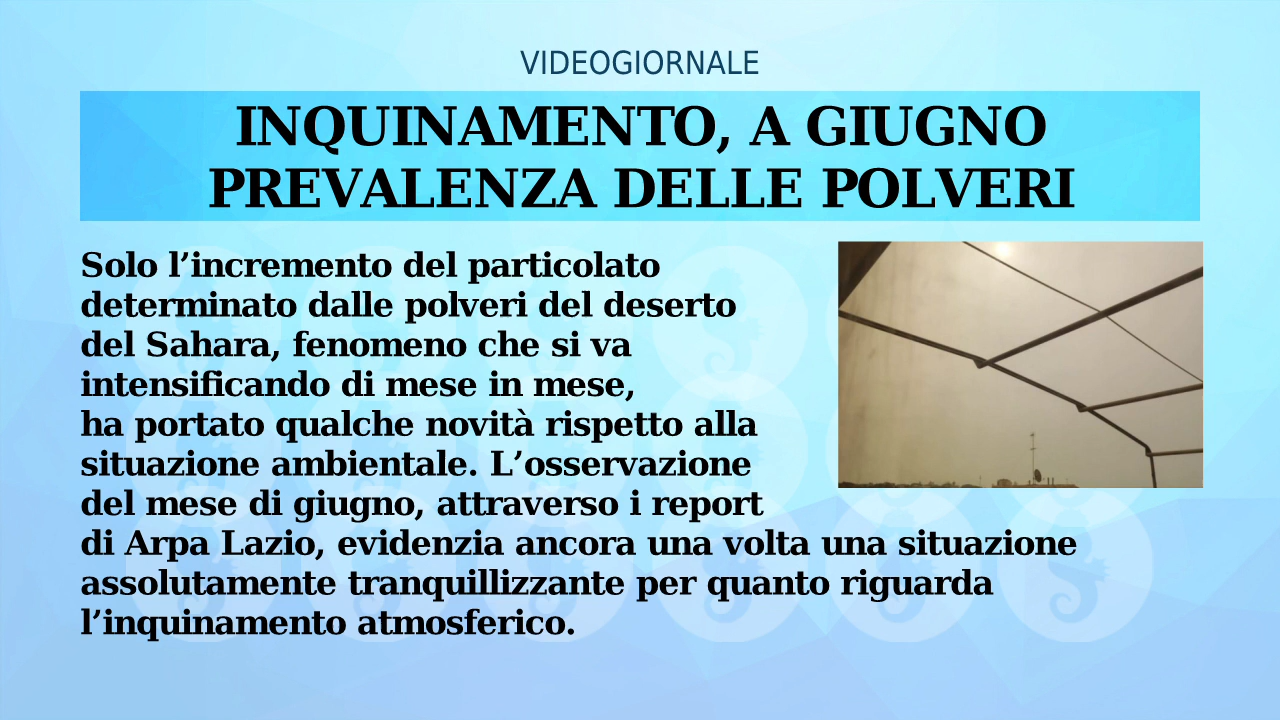 VIDEOGIORNALE
INQUINAMENTO, A GIUGNO
PREVALENZA DELLE POLVERI
Solo l’incremento del particolato
determinato dalle polveri del deserto
del Sahara, fenomeno che si va
intensificando di mese in mese,
ha portato qualche novità rispetto alla
situazione ambientale. L’osservazione
del mese di giugno, attraverso i report
di Arpa Lazio, evidenzia ancora una volta una situazione
assolutamente tranquillizzante per quanto riguarda
l’inquinamento atmosferico.